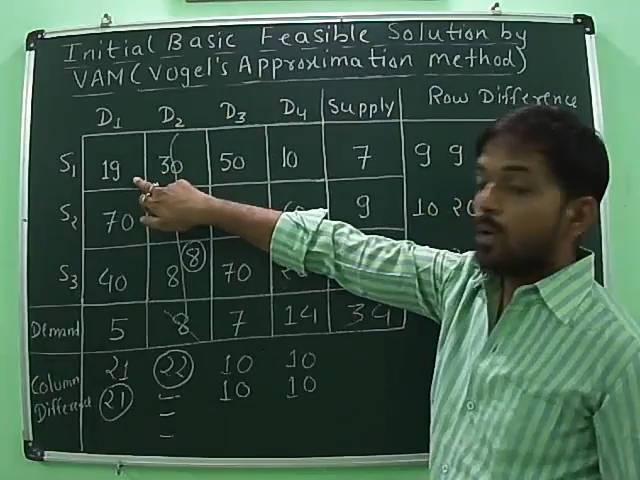 Initial Basic Feasible Solution by
VAM (Vogel's Approximation method)
D1 D2 D3 D4 Supply Row Difference
S1 19 30 50 10 7 9 9
S2 70 9 10 20
S3 40 8 8 70
Demand 5 8 7 14 34
Column Difference
21 22 10 10
21 – 10 10
–
–